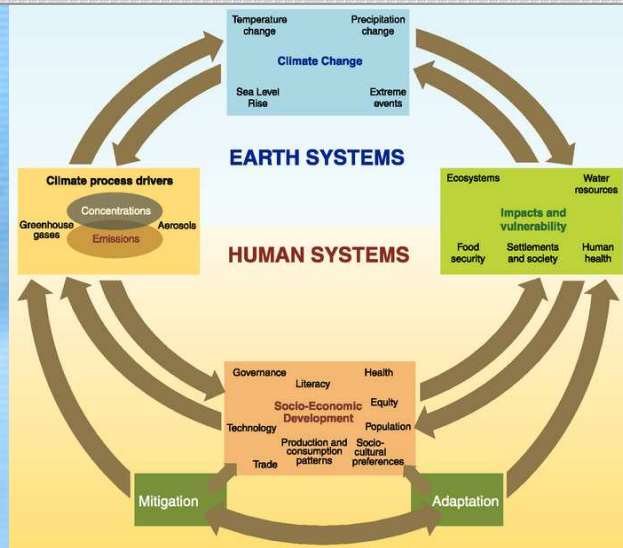 Temperature
change
Precipitation
change
Climate Change
Sea Level
Rise
Extreme
events
EARTH SYSTEMS
Climate process drivers
Concentrations
Greenhouse
gases
Aerosols
Emissions
Ecosystems
Water
resources
Impacts and
vulnerability
Food
security
Settlements
and society
Human
health
HUMAN SYSTEMS
Governance
Literacy
Health
Socio-Economic
Development
Equity
Technology
Population
Production and
consumption
patterns
Socio-
cultural
preferences
Trade
Mitigation
Adaptation